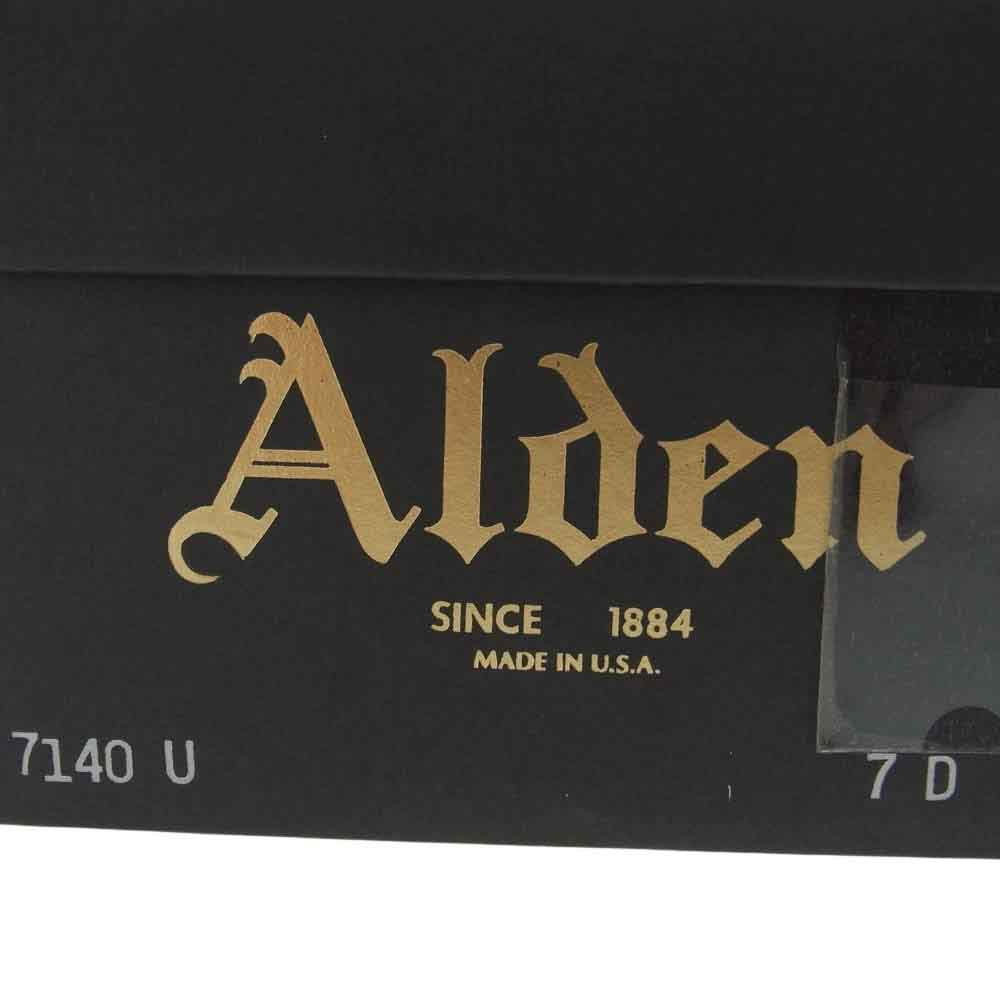 Alden
SINCE 1884
MADE IN U.S.A.
7140 U 7 D